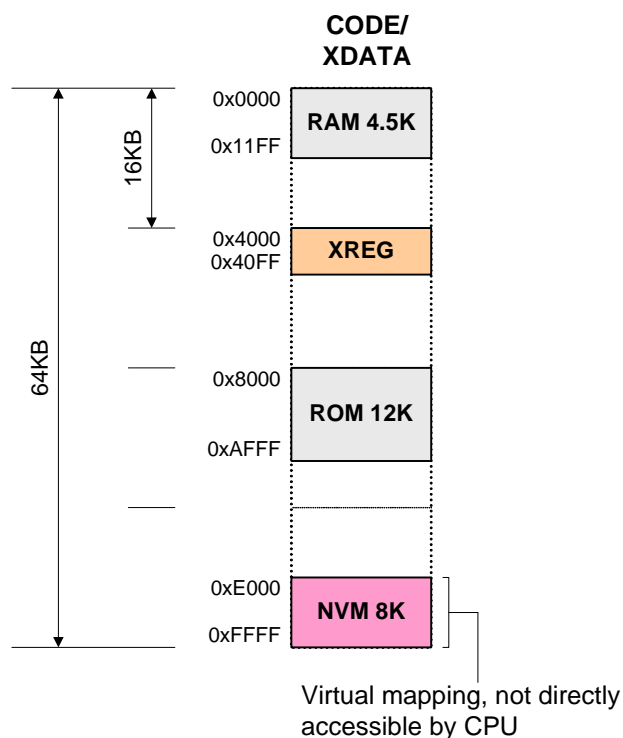 CODE/
XDATA
0x0000
RAM 4.5K
0x11FF
16KB
0x4000
XREG
0x40FF
64KB
0x8000
ROM 12K
0xAFFF
0xE000
NVM 8K
0xFFFF
Virtual mapping, not directly
accessible by CPU